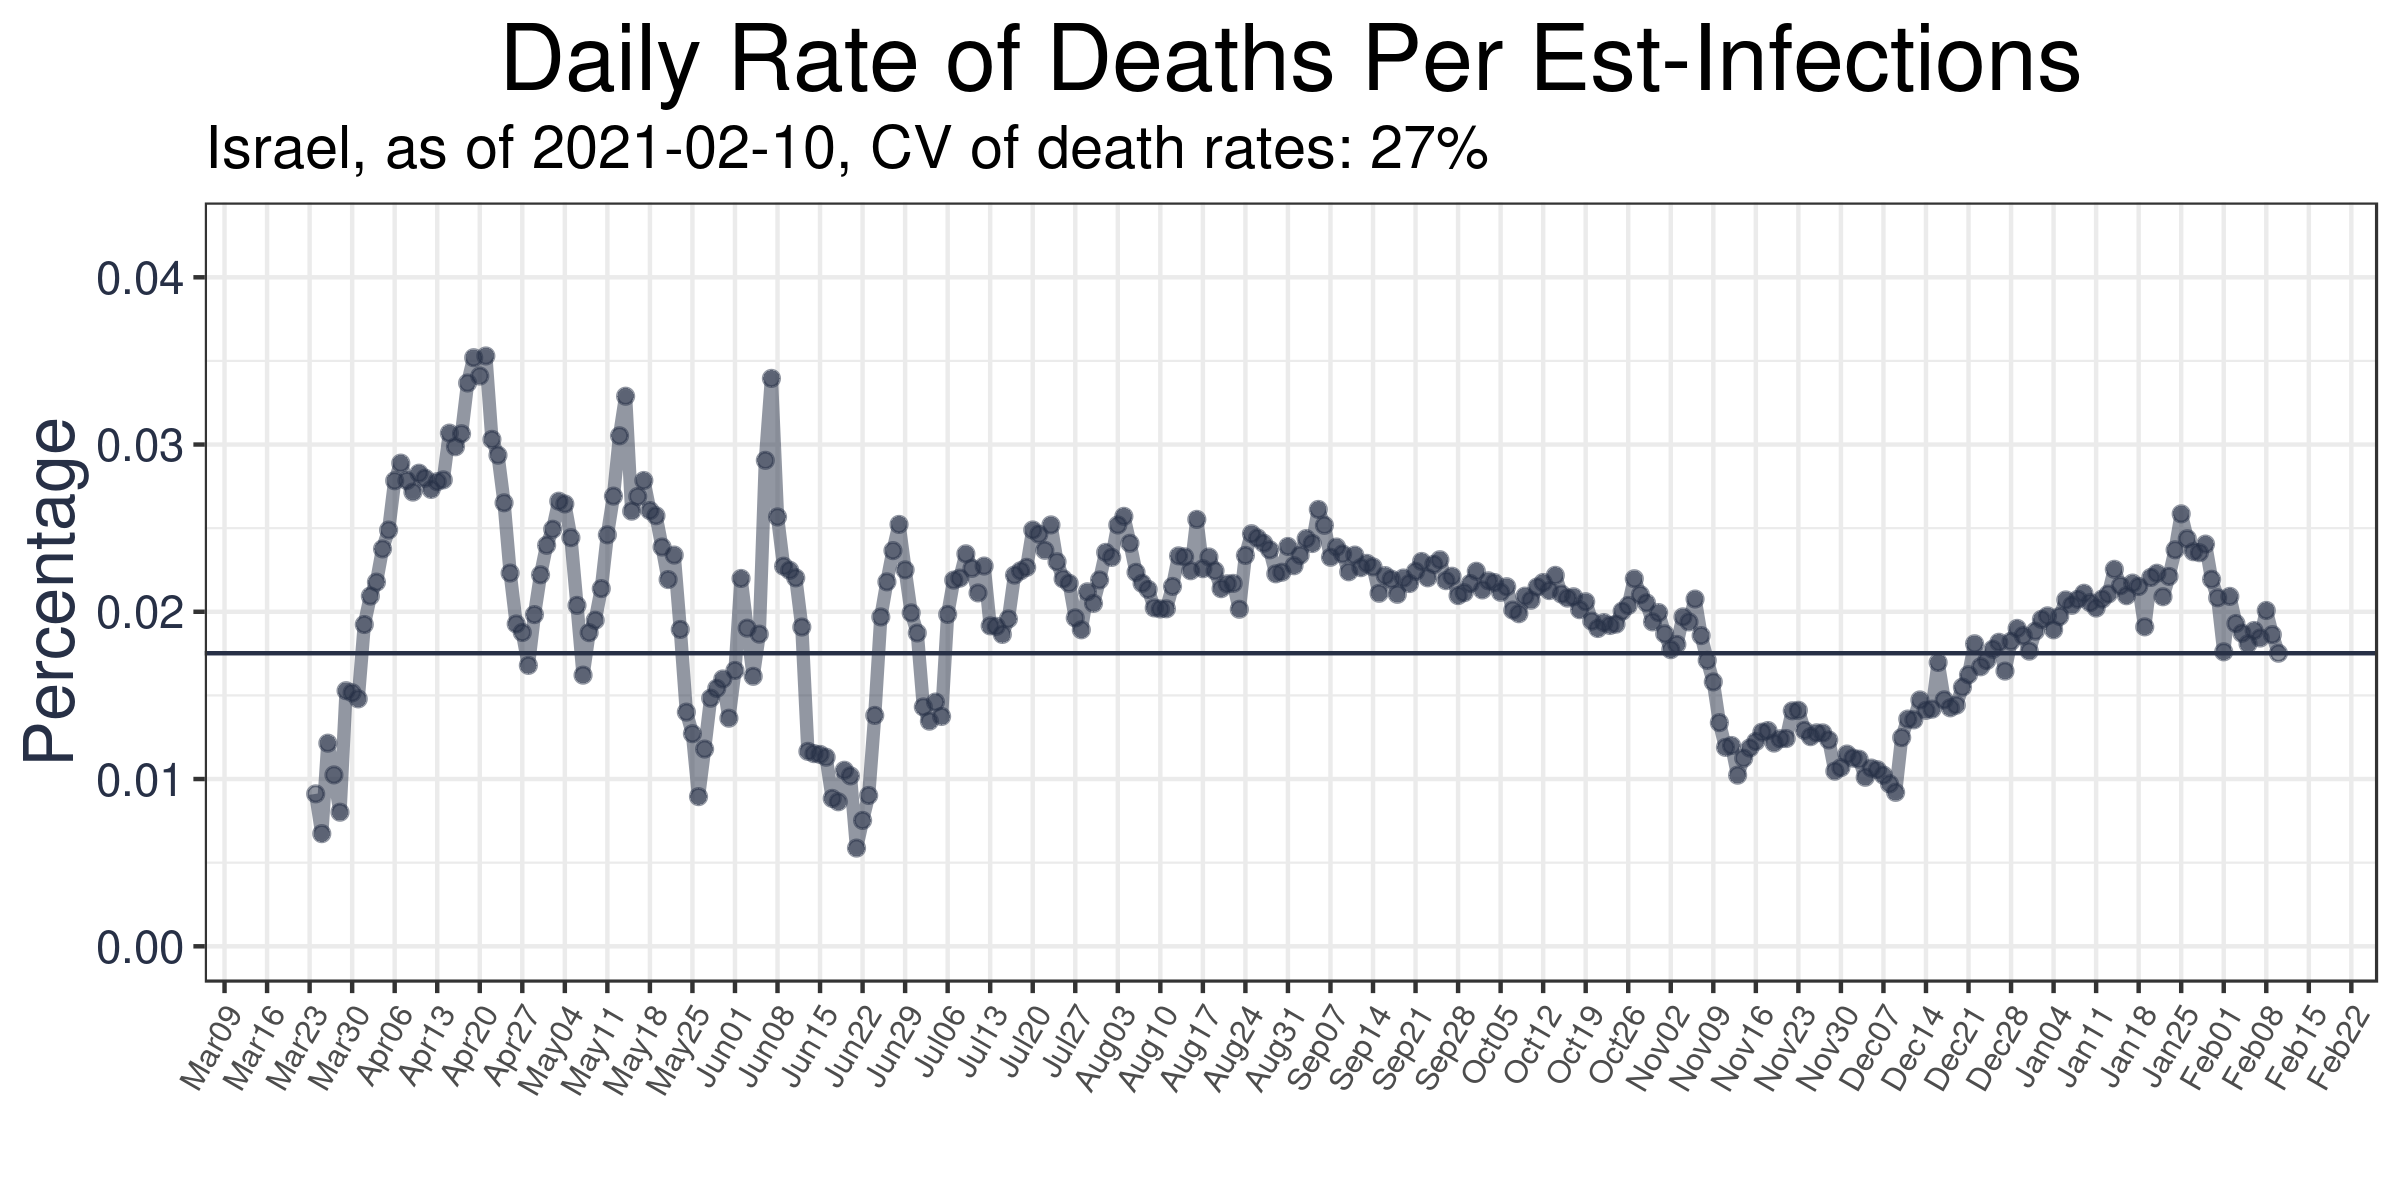 Daily Rate of Deaths Per Est-Infections
Israel, as of 2021-02-10, CV of death rates: 27%
Percentage
0.04
0.03
0.02
0.01
0.00
Mar09
Mar16
Mar23
Mar30
Apr06
Apr13
Apr20
Apr27
May04
May11
May18
May25
Jun01
Jun08
Jun15
Jun22
Jun29
Jul06
Jul13
Jul20
Jul27
Aug03
Aug10
Aug17
Aug24
Aug31
Sep07
Sep14
Sep21
Sep28
Oct05
Oct12
Oct19
Oct26
Nov02
Nov09
Nov16
Nov23
Nov30
Dec07
Dec14
Dec21
Dec28
Jan04
Jan11
Jan18
Jan25
Feb01
Feb08
Feb15
Feb22